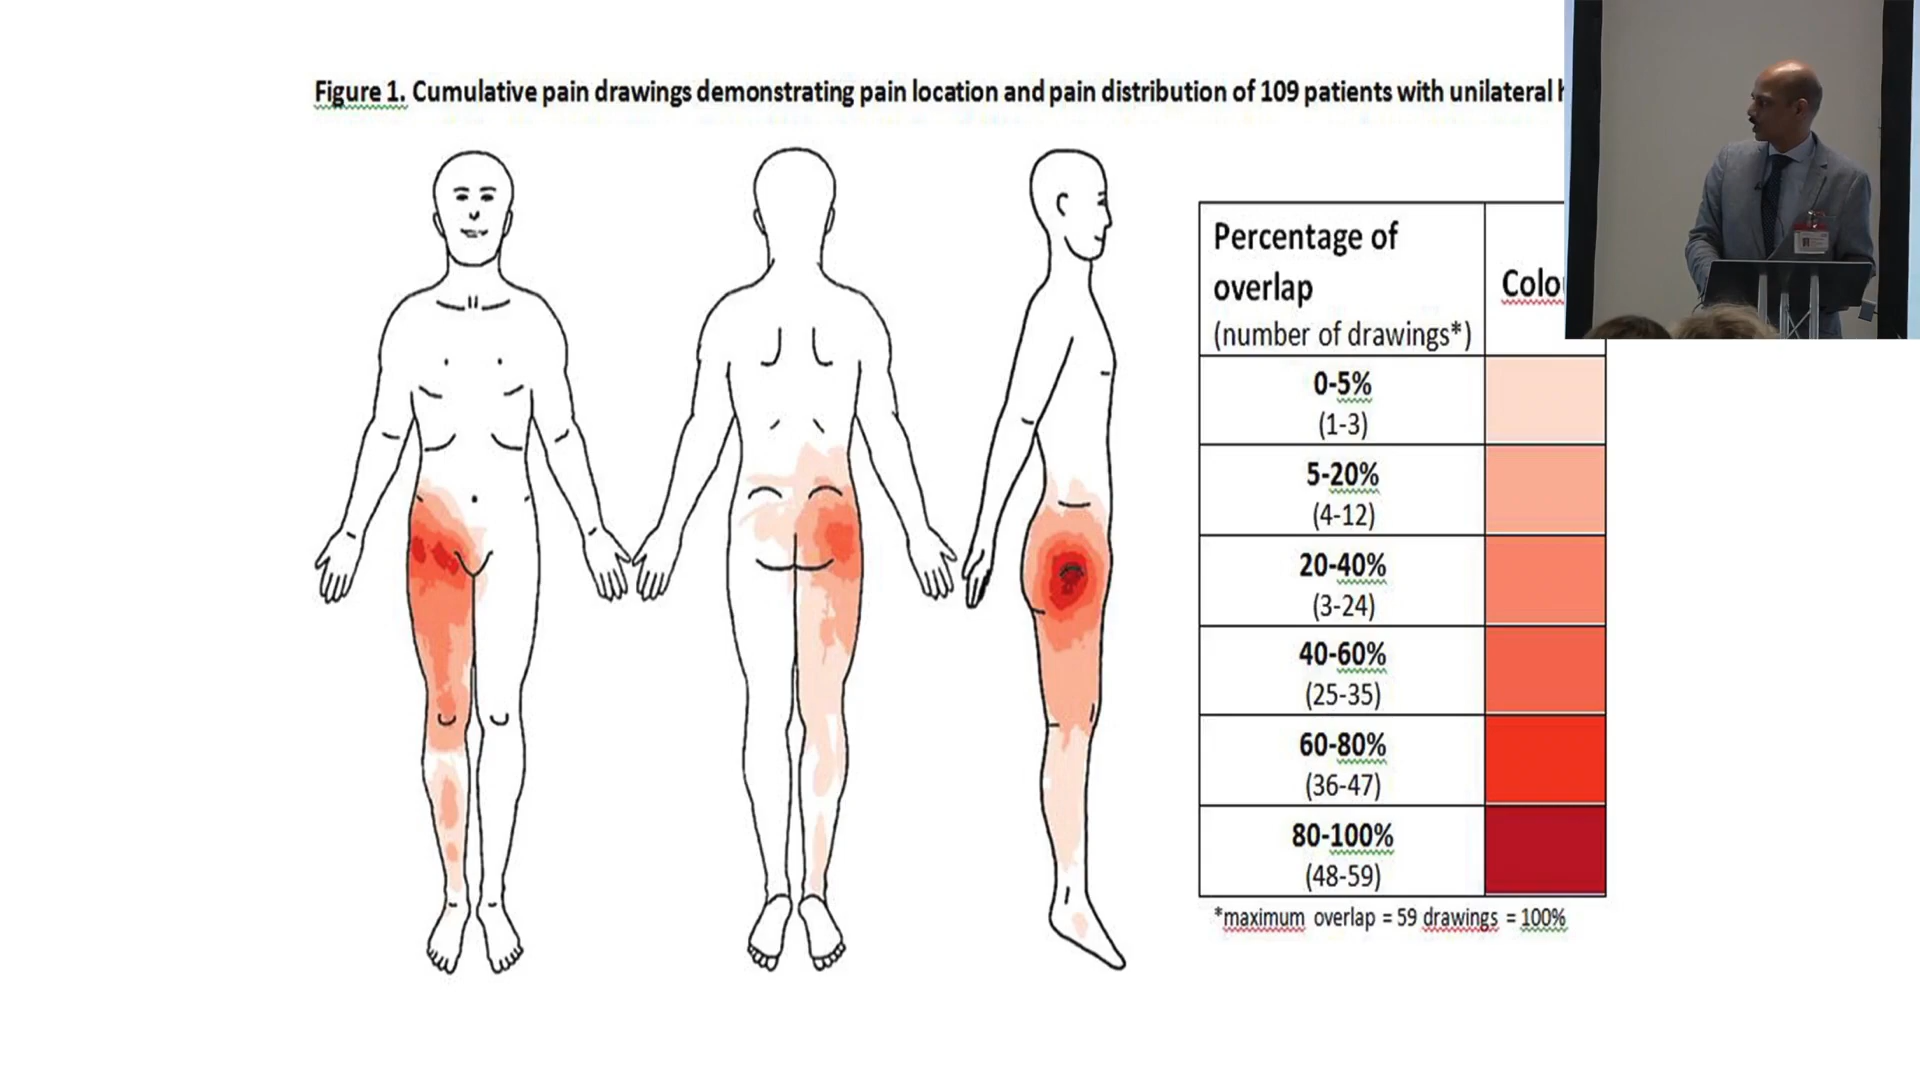 Figure 1. Cumulative pain drawings demonstrating pain location and pain distribution of 109 patients with unilateral
Percentage of
overlap
(number of drawings*)
Colo
0-5%
(1-3)
5-20%
(4-12)
20-40%
(3-24)
40-60%
(25-35)
60-80%
(36-47)
80-100%
(48-59)
*maximum overlap = 59 drawings = 100%